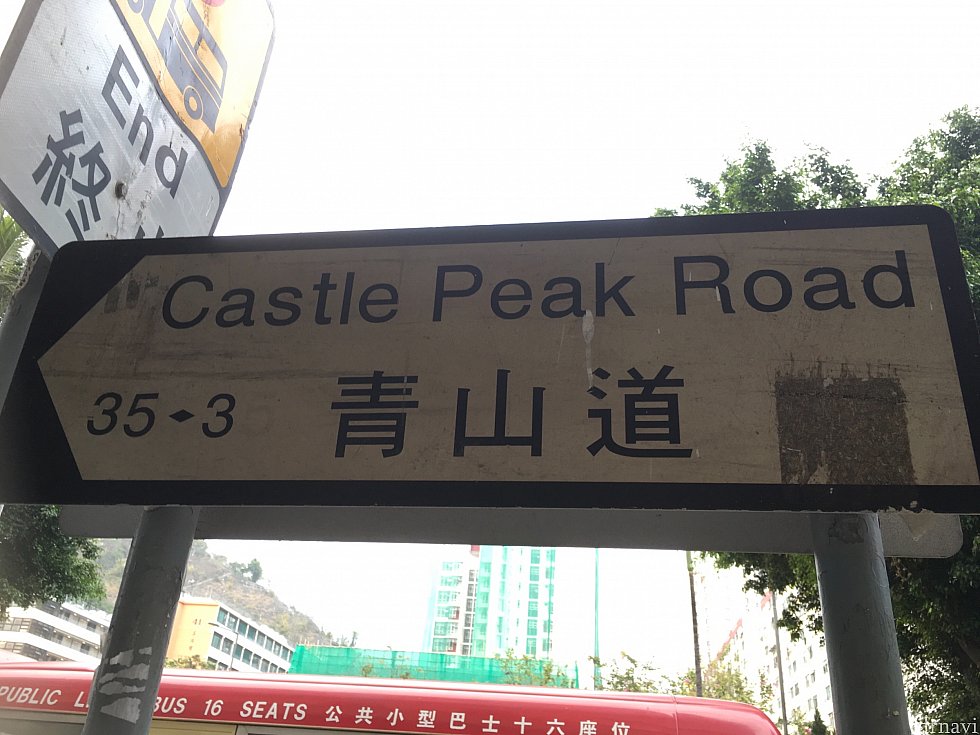 End
終
Castle Peak Road
35-3
青山道
PUBLIC BUS 16 SEATS 公共小型巴士十六座位